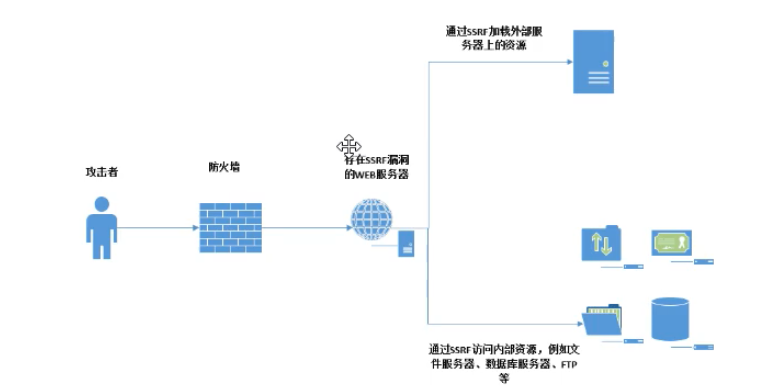 通过SSRF加载外部服
务器上的资源
攻击者
防火墙
存在SSRF漏洞
的WEB服务器
通过SSRF访问内部资源，例如文
件服务器、数据库服务器、FTP
等